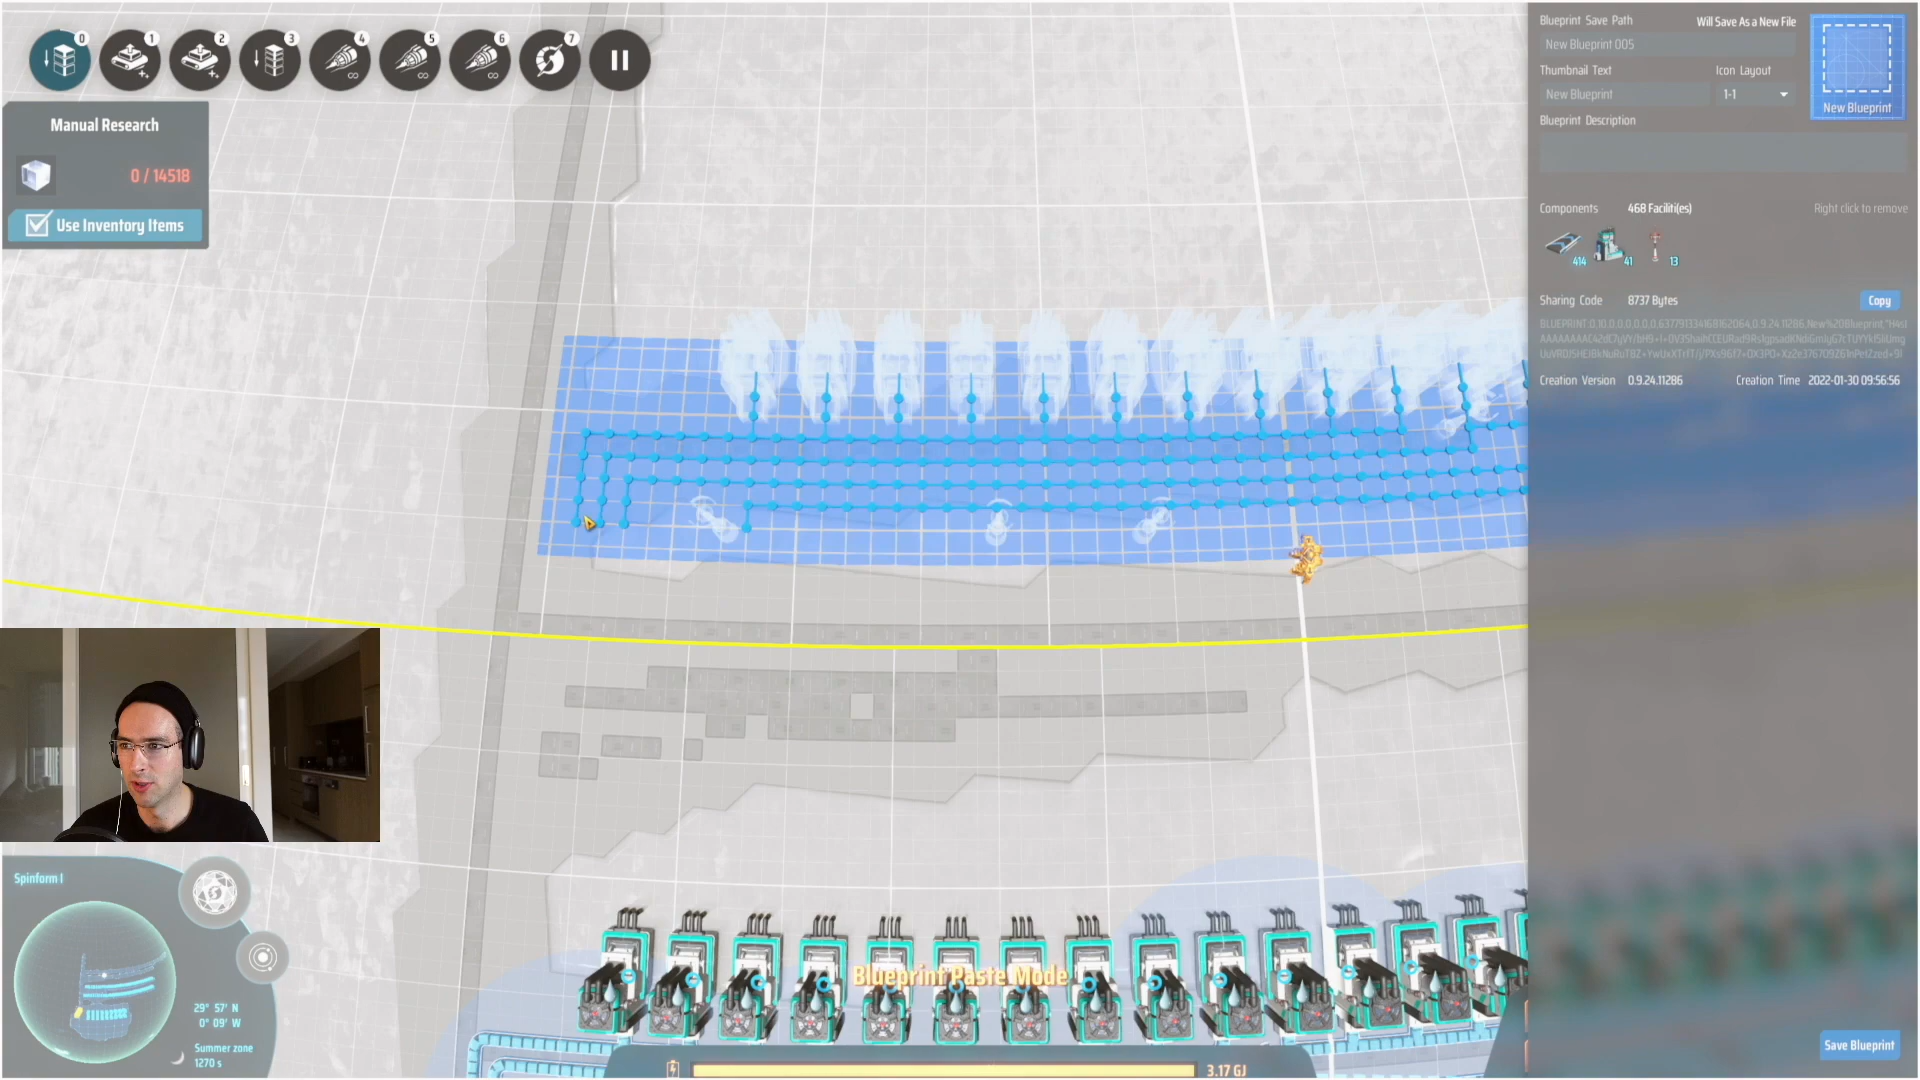 0
1
2
3
4
5
6
7
Manual Research
0 / 14518
Use Inventory Items
Blueprint Save Path
Will Save As a New File
New Blueprint 005
Thumbnail Text
Icon Layout
New Blueprint
1-1
New Blueprint
Blueprint Description
Components
468 Faciliti(es)
Right click to remove
414
41
13
Sharing Code
8737 Bytes
Copy
Creation Version
0.9.24.11286
Creation Time
2022-01-30 09:56:56
Blueprint Paste Mode
Spinform I
29° 57' N
0° 09' W
Summer zone
1270 s
3.17 GJ
Save Blueprint